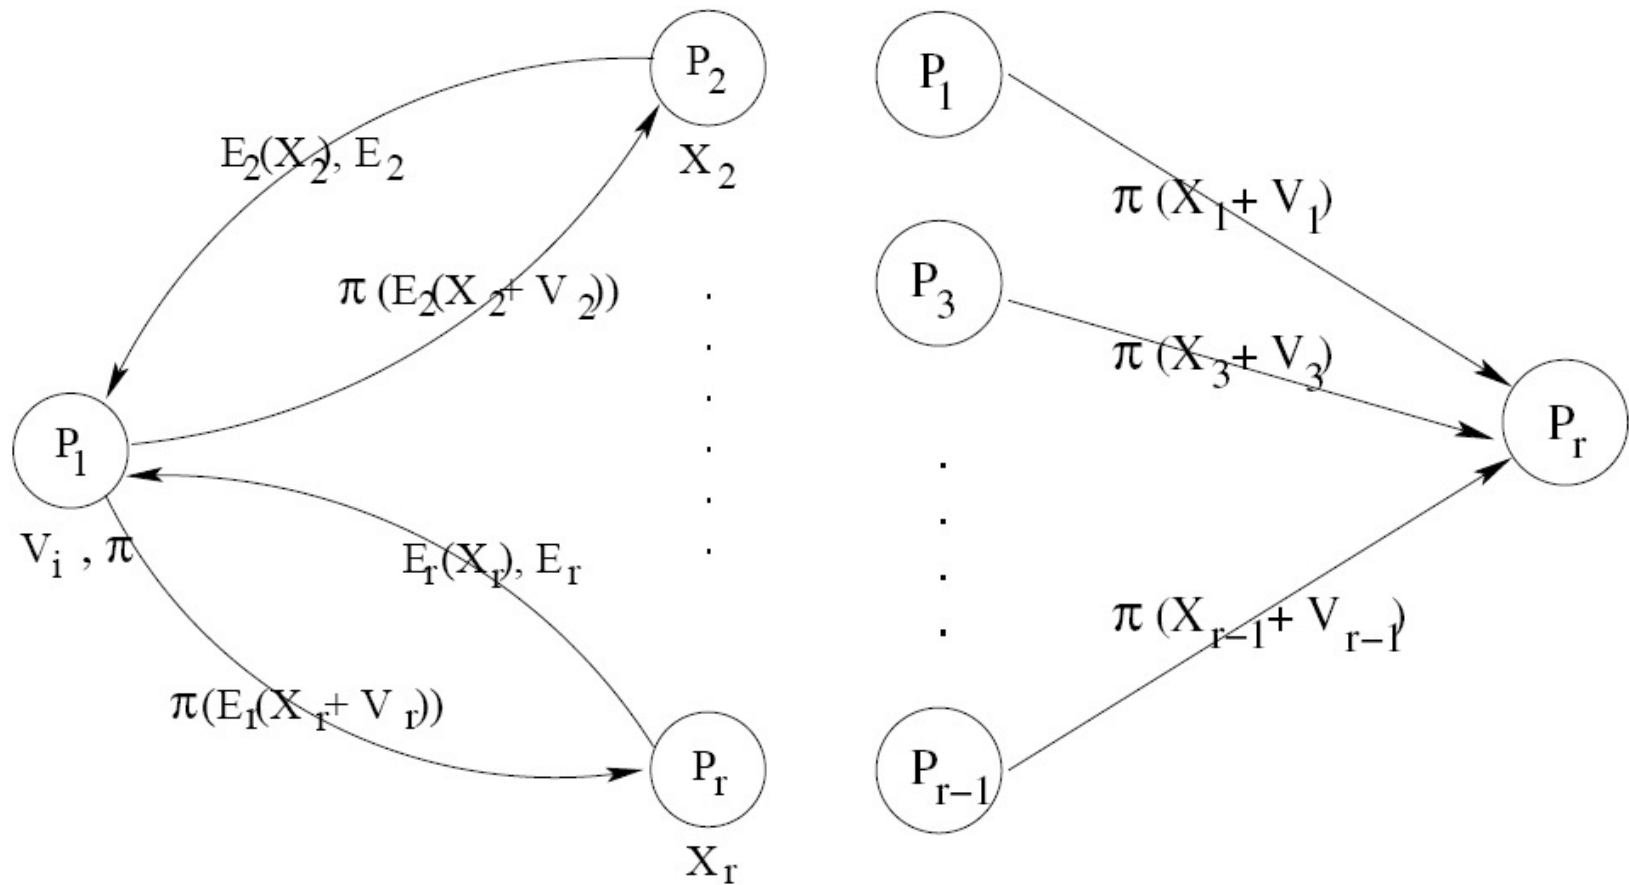 P2
E2(X2), E2
X2
π (E2(X2+ V2))
P1
Vi , π
Er(Xr), Er
π(Er(Xr+ Vr))
Pr
Xr
P1
π (X1+ V1)
P3
π (X3+ V3)
Pr
π (Xr−1+ Vr−1)
Pr−1